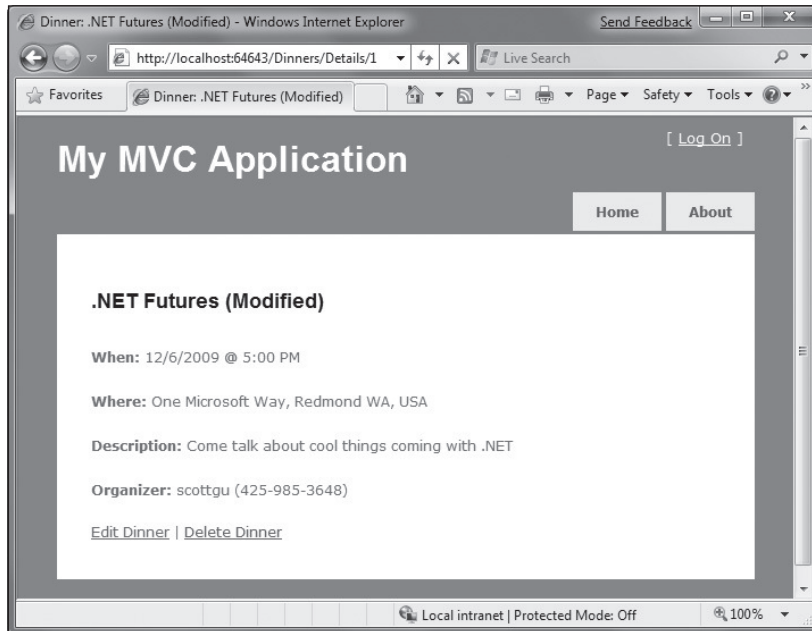 Dinner: .NET Futures (Modified) - Windows Internet Explorer
Send Feedback
http://localhost:64643/Dinners/Details/1
Live Search
Favorites
Dinner: .NET Futures (Modified)
Page
Safety
Tools
[ Log On ]
My MVC Application
Home
About
.NET Futures (Modified)
When: 12/6/2009 @ 5:00 PM
Where: One Microsoft Way, Redmond WA, USA
Description: Come talk about cool things coming with .NET
Organizer: scottgu (425-985-3648)
Edit Dinner | Delete Dinner
Local intranet | Protected Mode: Off
100%